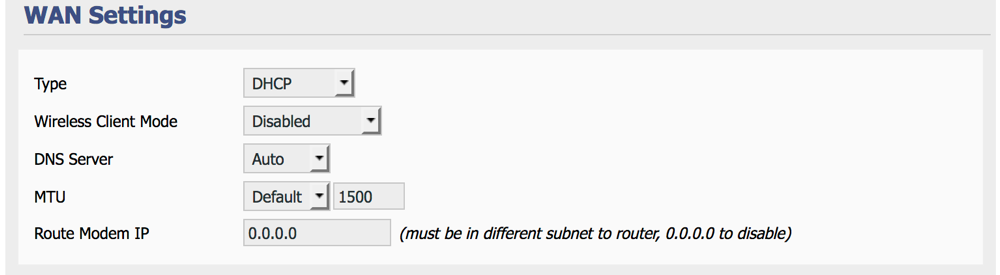 WAN Settings
Type DHCP
Wireless Client Mode Disabled
DNS Server Auto
MTU Default 1500
Route Modem IP 0.0.0.0 (must be in different subnet to router, 0.0.0.0 to disable)